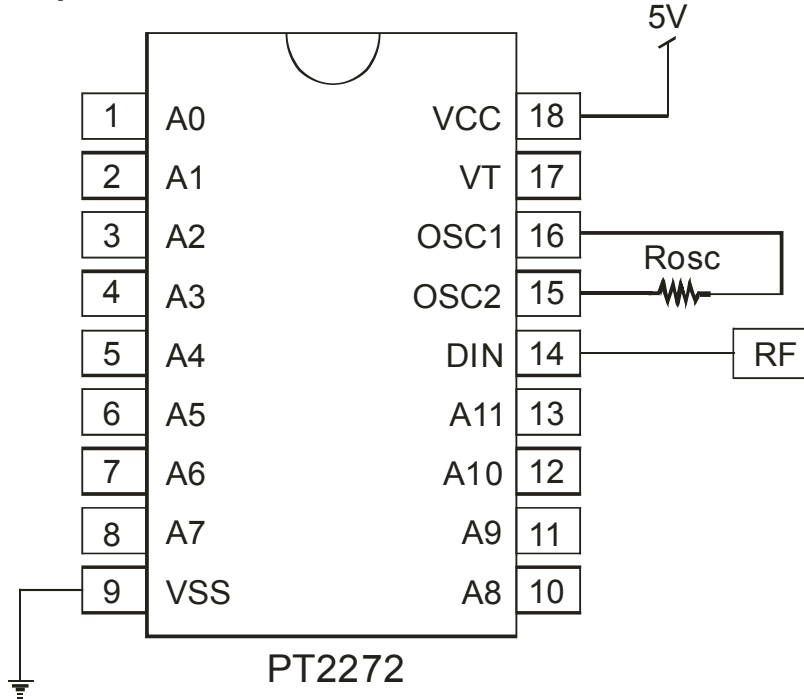 5V
1 A0 VCC 18
2 A1 VT 17
3 A2 OSC1 16
Rosc
4 A3 OSC2 15
5 A4 DIN 14 RF
6 A5 A11 13
7 A6 A10 12
8 A7 A9 11
9 VSS A8 10
PT2272